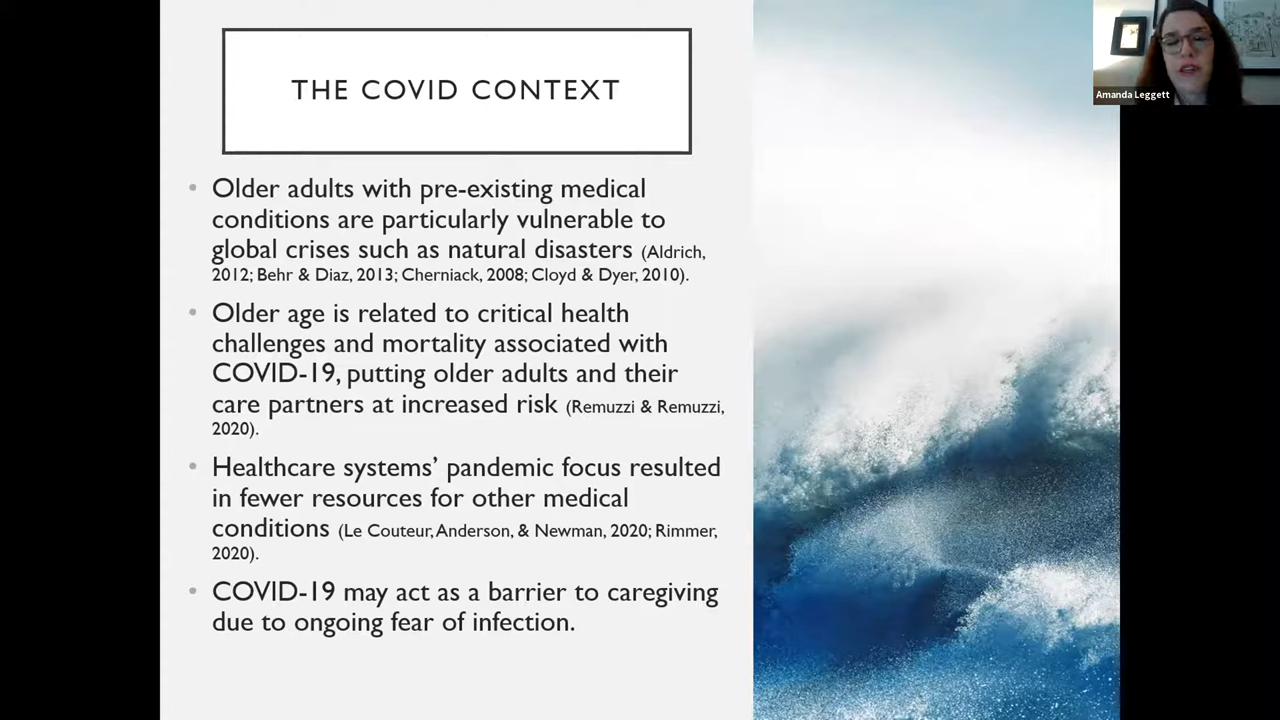 THE COVID CONTEXT
• Older adults with pre-existing medical
conditions are particularly vulnerable to
global crises such as natural disasters (Aldrich,
2012; Behr & Diaz, 2013; Cherniack, 2008; Cloyd & Dyer, 2010).
• Older age is related to critical health
challenges and mortality associated with
COVID-19, putting older adults and their
care partners at increased risk (Remuzzi & Remuzzi,
2020).
• Healthcare systems’ pandemic focus resulted
in fewer resources for other medical
conditions (Le Couteur, Anderson, & Newman, 2020; Rimmer,
2020).
• COVID-19 may act as a barrier to caregiving
due to ongoing fear of infection.
Amanda Leggett